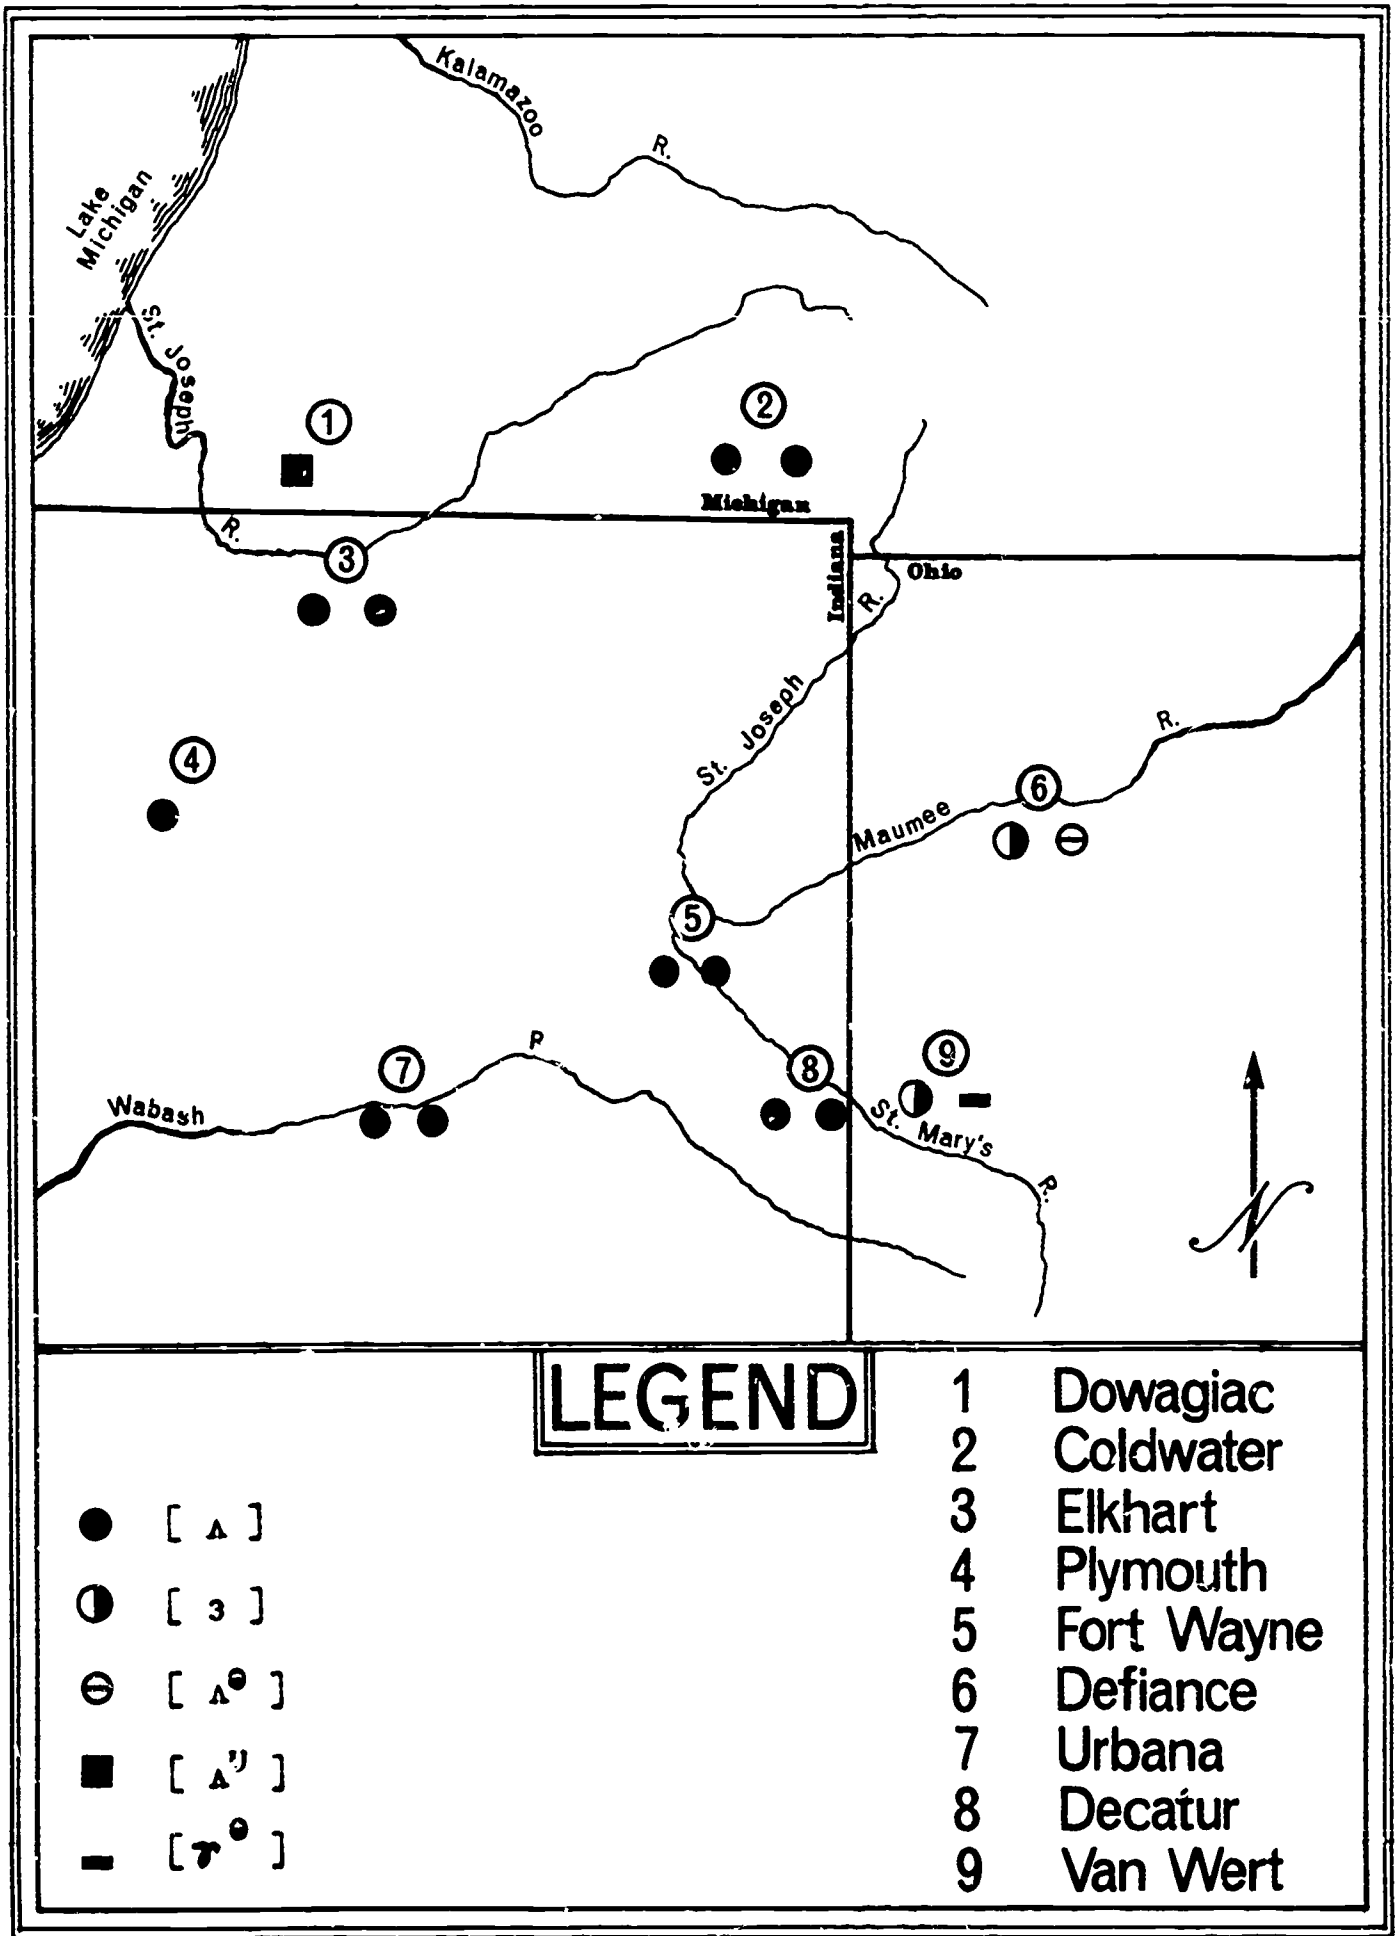 Kalamazoo R.
Lake
Michigan
St. Joseph R.
1
2
Michigan
Indiana
Ohio
3
St. Joseph R.
4
6
Maumee R.
5
7
8
9
Wabash R
St. Mary's R.
N
LEGEND
1 Dowagiac
2 Coldwater
3 Elkhart
4 Plymouth
5 Fort Wayne
6 Defiance
7 Urbana
8 Decatur
9 Van Wert
[ ʌ ]
[ ɜ ]
[ ʌᶿ ]